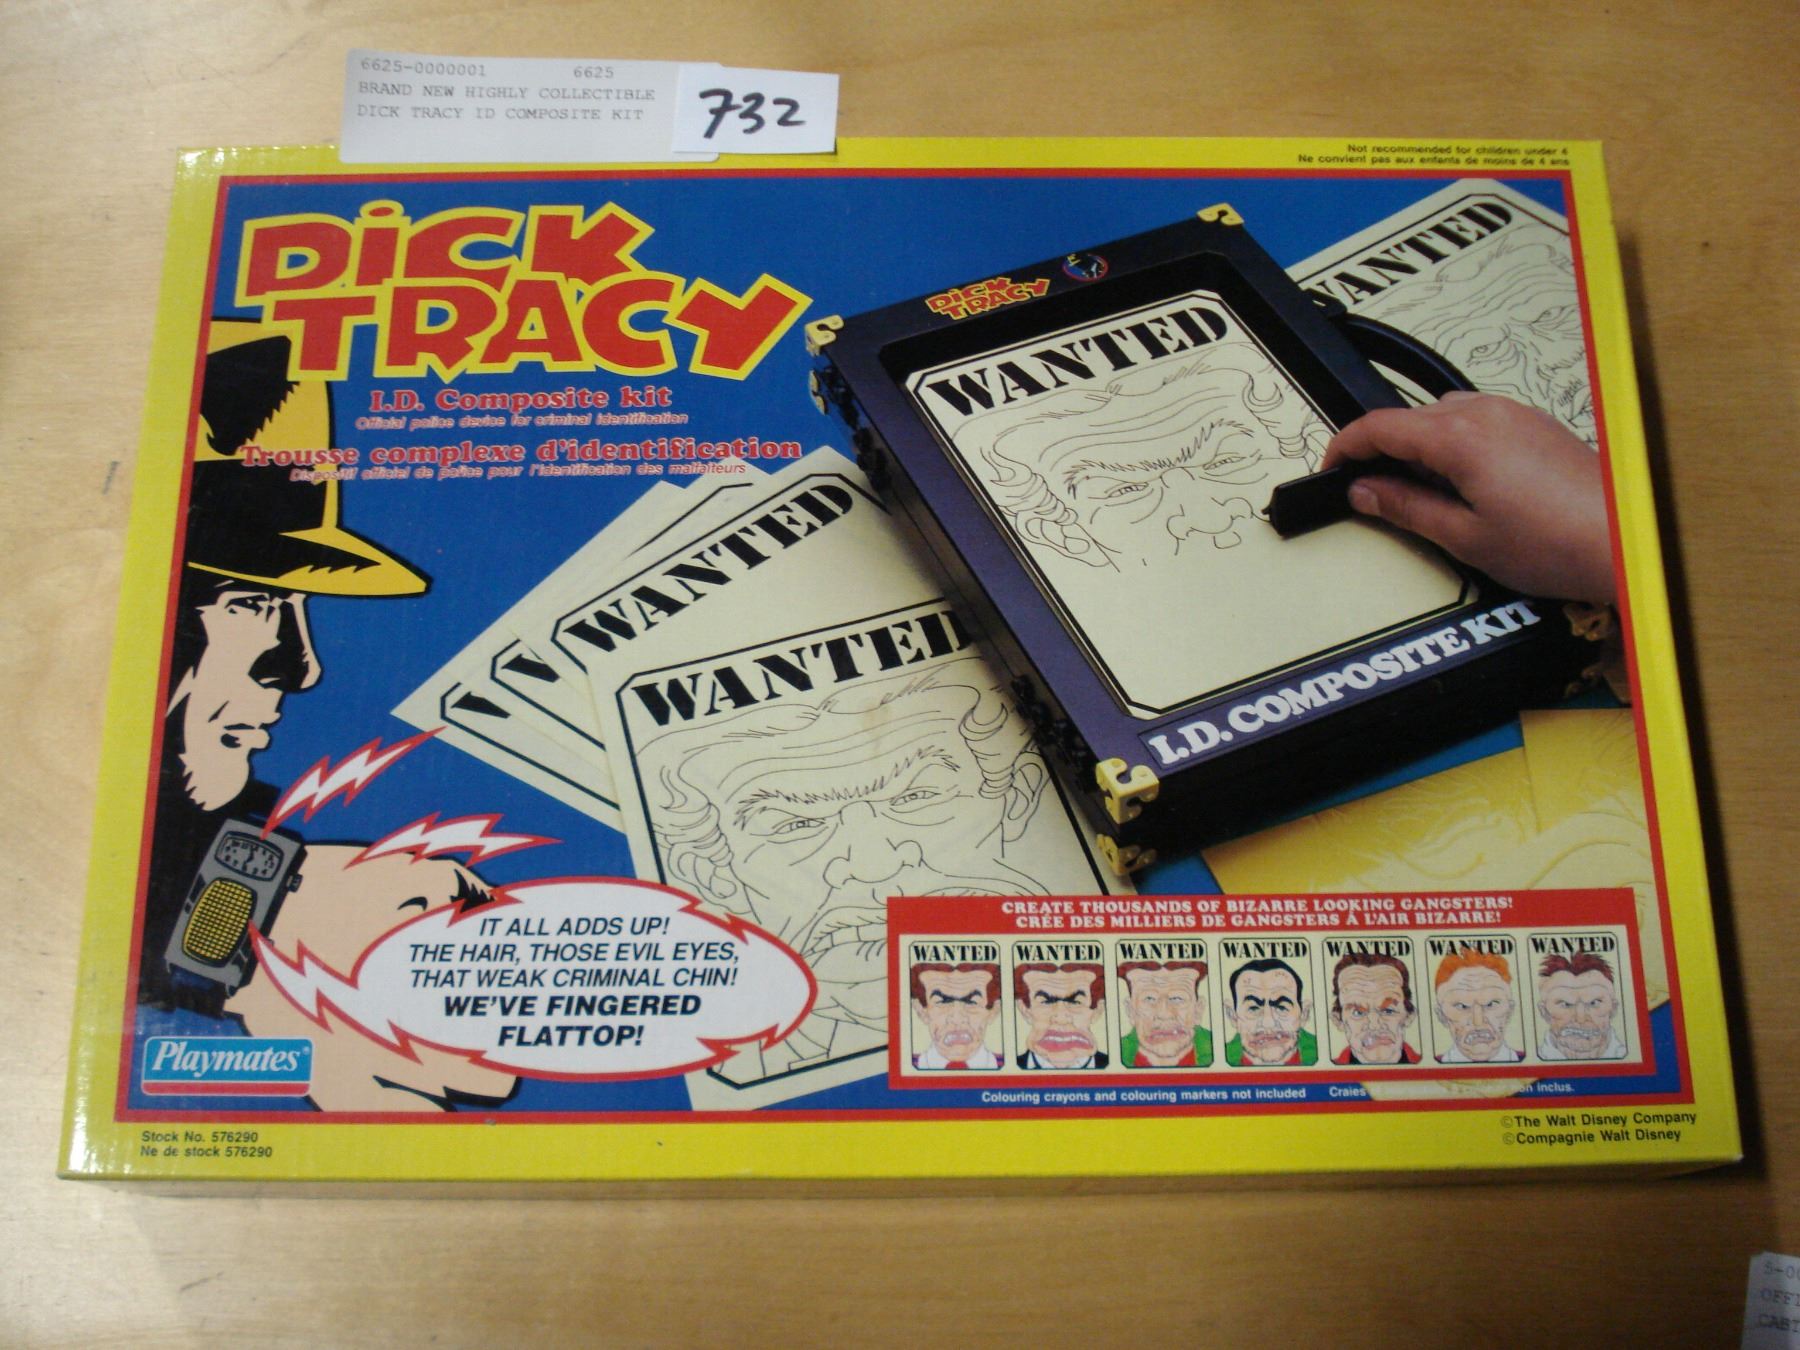 6625-0000001 6625
BRAND NEW HIGHLY COLLECTIBLE
DICK TRACY ID COMPOSITE KIT
732
Not recommended for children under 4
Ne convient pas aux enfants de moins de 4 ans
DiCK
TRACY
I.D. Composite kit
Official police device for criminal identification
Trousse complexe d'identification
Dispositif officiel de police pour l'identification des malfaiteurs
DiCK
TRACY
WANTED
WANTED
I.D. COMPOSITE KIT
WANTED
WANTED
IT ALL ADDS UP!
THE HAIR, THOSE EVIL EYES,
THAT WEAK CRIMINAL CHIN!
WE'VE FINGERED
FLATTOP!
CREATE THOUSANDS OF BIZARRE LOOKING GANGSTERS!
CRÉE DES MILLIERS DE GANGSTERS À L'AIR BIZARRE!
WANTED WANTED WANTED WANTED WANTED WANTED WANTED
Playmates®
Colouring crayons and colouring markers not included Craies inclus.
Stock No. 576290
Ne de stock 576290
©The Walt Disney Company
©Compagnie Walt Disney